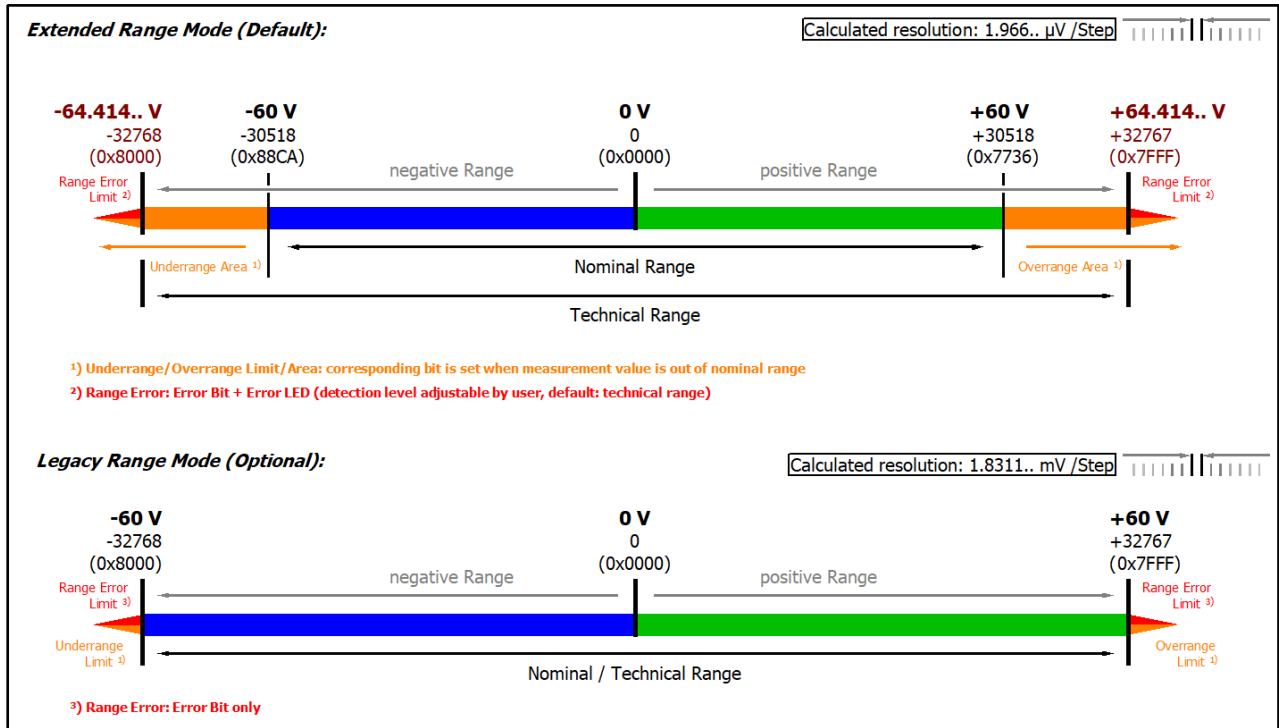 Extended Range Mode (Default):
Calculated resolution: 1.966.. µV /Step
-64.414.. V
-32768
(0x8000)
-60 V
-30518
(0x88CA)
0 V
0
(0x0000)
+60 V
+30518
(0x7736)
+64.414.. V
+32767
(0x7FFF)
negative Range
positive Range
Range Error
Limit ²⁾
Range Error
Limit ²⁾
Underrange Area ¹⁾
Nominal Range
Overrange Area ¹⁾
Technical Range
¹⁾ Underrange/Overrange Limit/Area: corresponding bit is set when measurement value is out of nominal range
²⁾ Range Error: Error Bit + Error LED (detection level adjustable by user, default: technical range)
Legacy Range Mode (Optional):
Calculated resolution: 1.8311.. mV /Step
-60 V
-32768
(0x8000)
0 V
0
(0x0000)
+60 V
+32767
(0x7FFF)
negative Range
positive Range
Range Error
Limit ³⁾
Range Error
Limit ³⁾
Underrange
Limit ¹⁾
Overrange
Limit ¹⁾
Nominal / Technical Range
³⁾ Range Error: Error Bit only